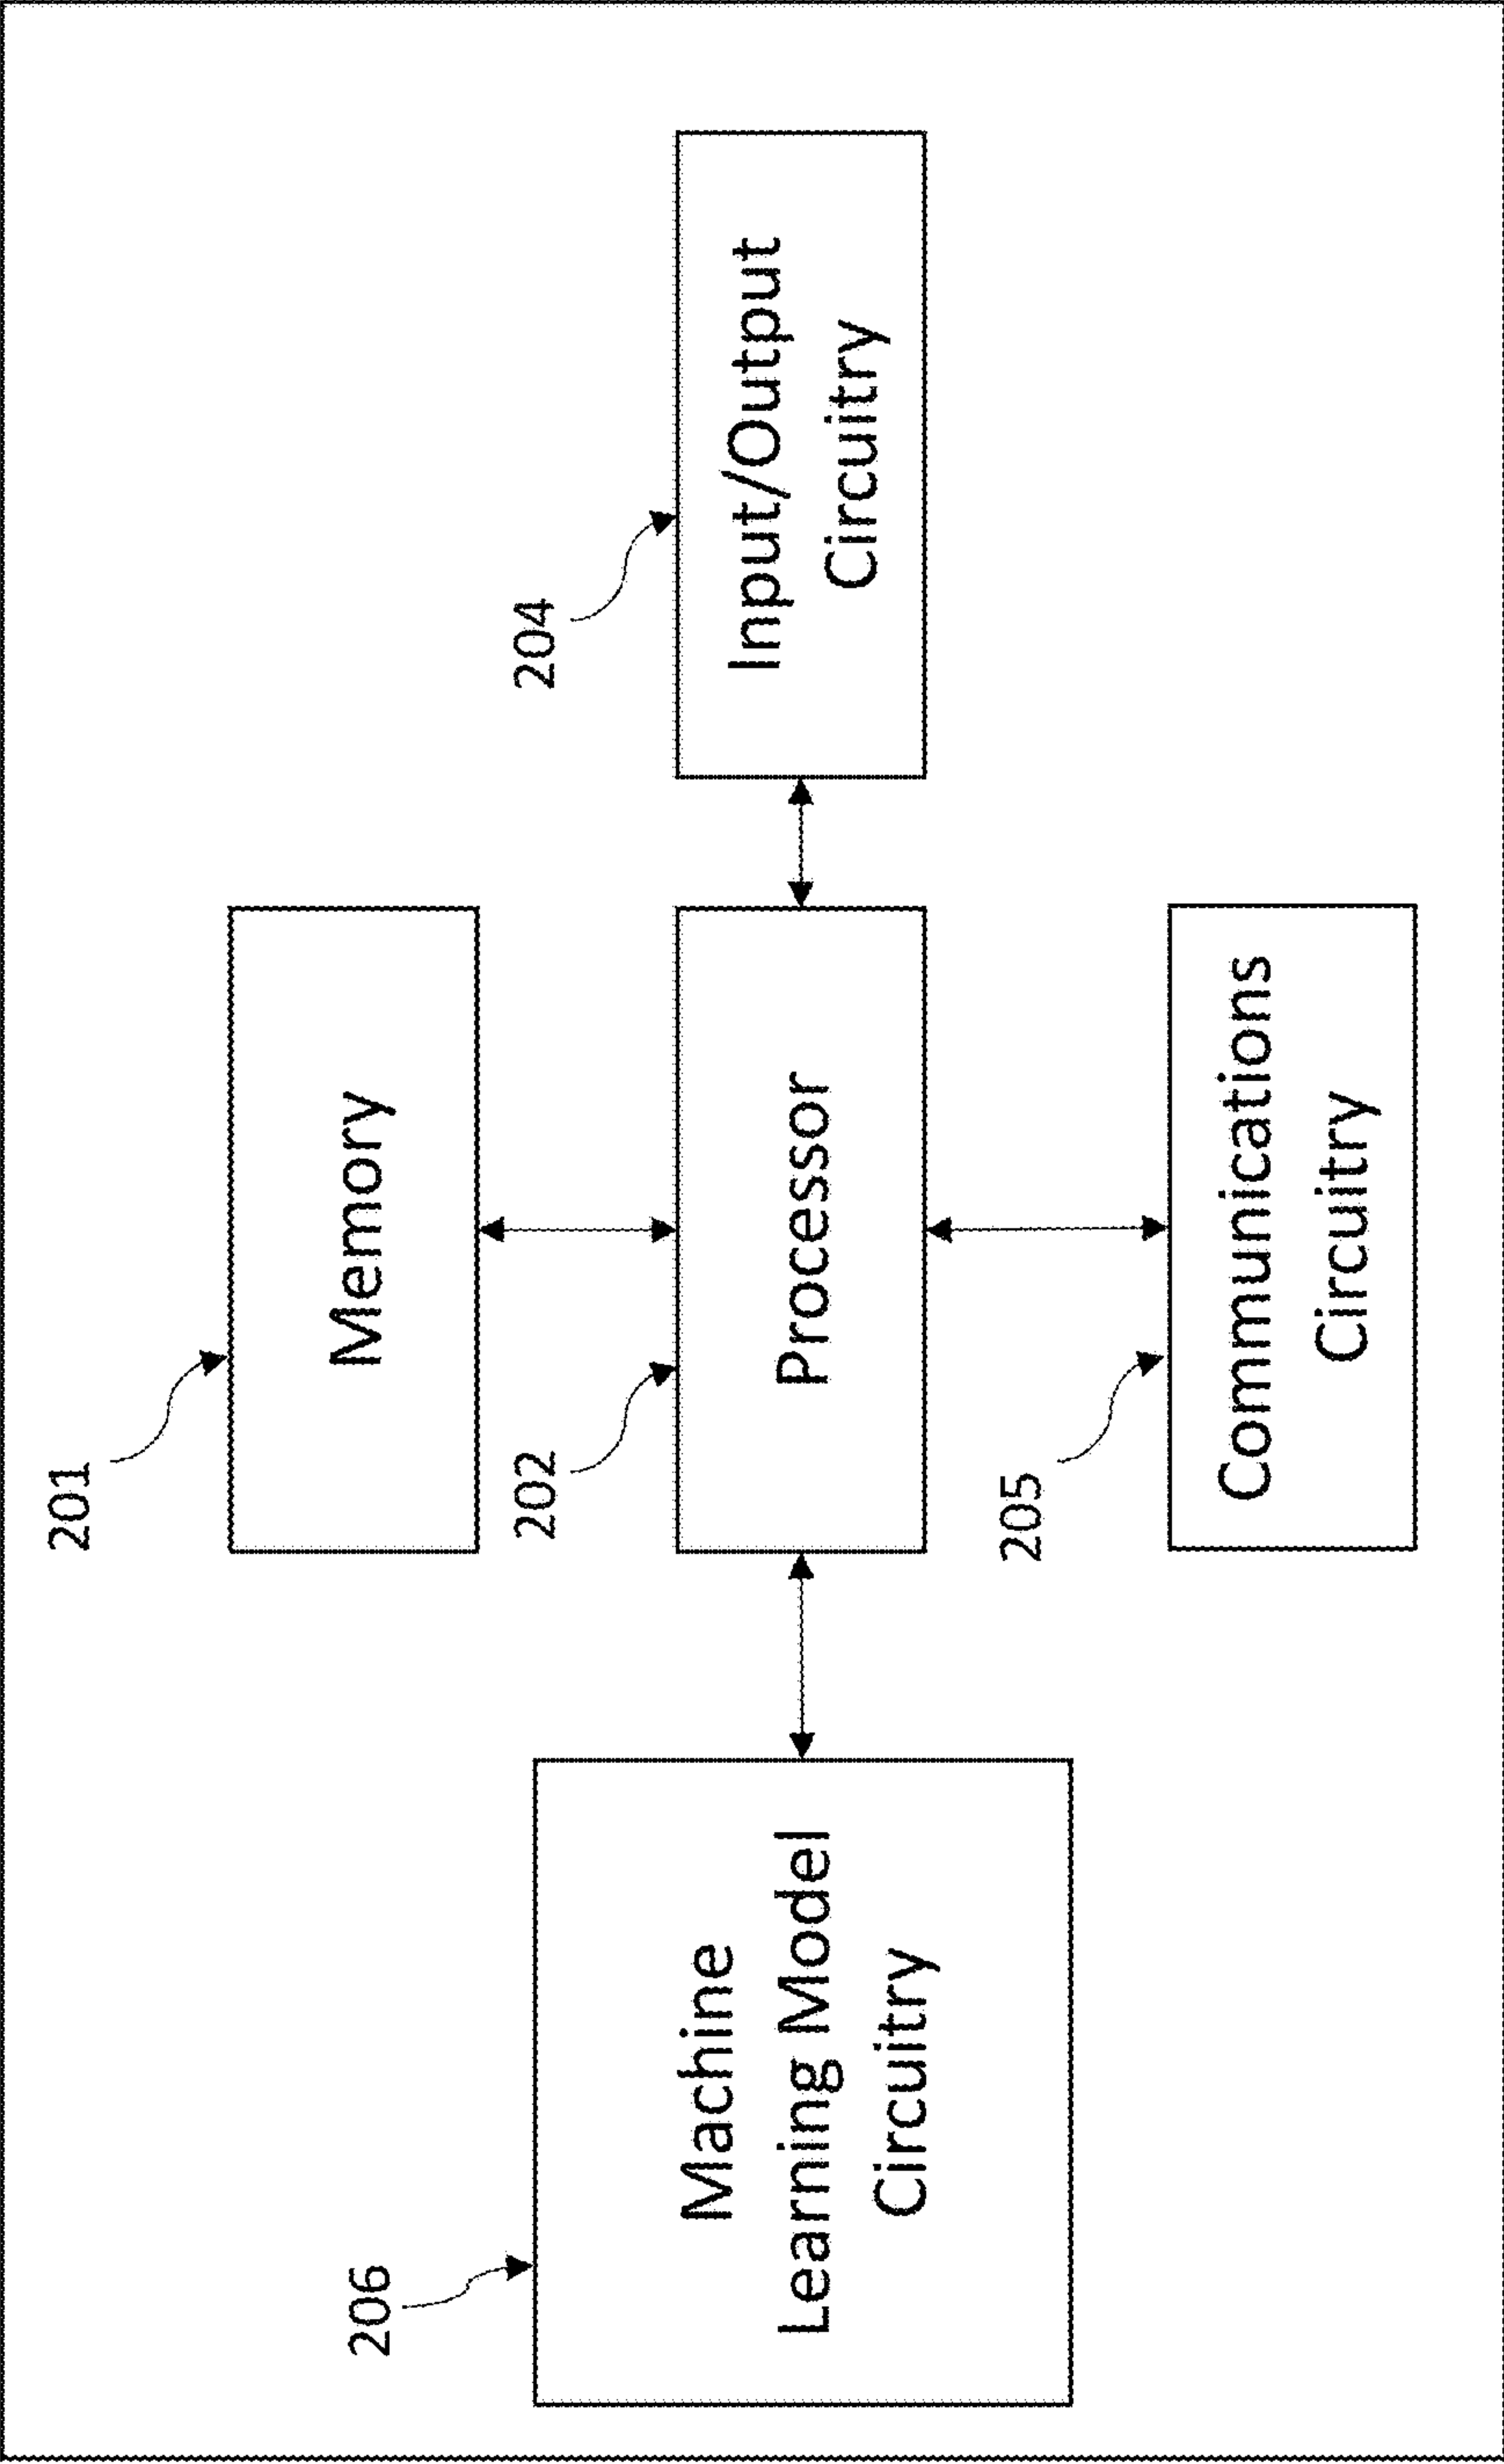 201
Memory
206
Machine
Learning Model
Circuitry
202
Processor
204
Input/Output
Circuitry
205
Communications
Circuitry